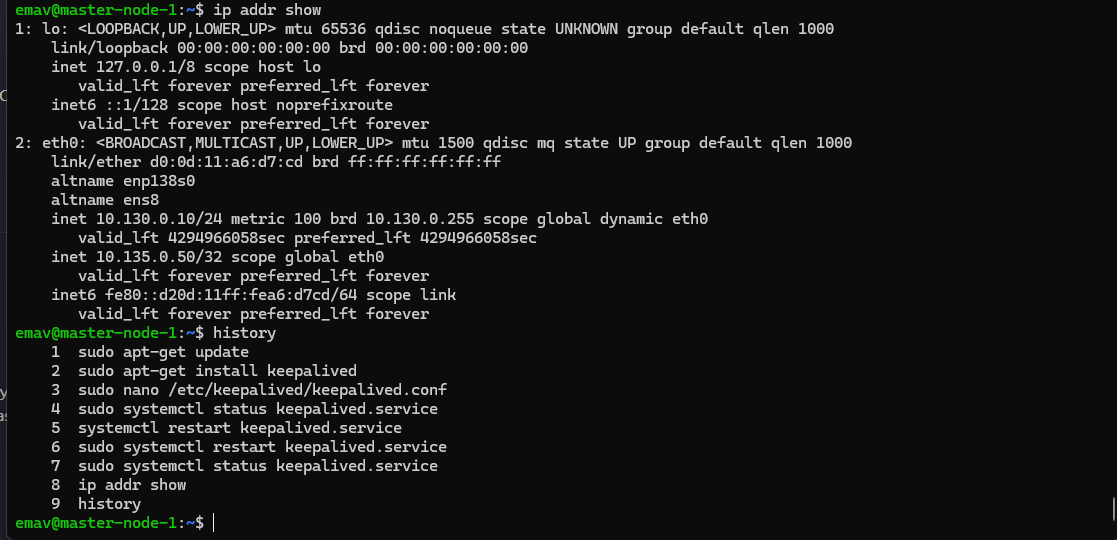 emav@master-node-1:~$ ip addr show
1: lo: <LOOPBACK,UP,LOWER_UP> mtu 65536 qdisc noqueue state UNKNOWN group default qlen 1000
    link/loopback 00:00:00:00:00:00 brd 00:00:00:00:00:00
    inet 127.0.0.1/8 scope host lo
       valid_lft forever preferred_lft forever
    inet6 ::1/128 scope host noprefixroute
       valid_lft forever preferred_lft forever
2: eth0: <BROADCAST,MULTICAST,UP,LOWER_UP> mtu 1500 qdisc mq state UP group default qlen 1000
    link/ether d0:0d:11:a6:d7:cd brd ff:ff:ff:ff:ff:ff
    altname enp138s0
    altname ens8
    inet 10.130.0.10/24 metric 100 brd 10.130.0.255 scope global dynamic eth0
       valid_lft 4294966058sec preferred_lft 4294966058sec
    inet 10.135.0.50/32 scope global eth0
       valid_lft forever preferred_lft forever
    inet6 fe80::d20d:11ff:fea6:d7cd/64 scope link
       valid_lft forever preferred_lft forever
emav@master-node-1:~$ history
    1  sudo apt-get update
    2  sudo apt-get install keepalived
    3  sudo nano /etc/keepalived/keepalived.conf
    4  sudo systemctl status keepalived.service
    5  systemctl restart keepalived.service
    6  sudo systemctl restart keepalived.service
    7  sudo systemctl status keepalived.service
    8  ip addr show
    9  history
emav@master-node-1:~$